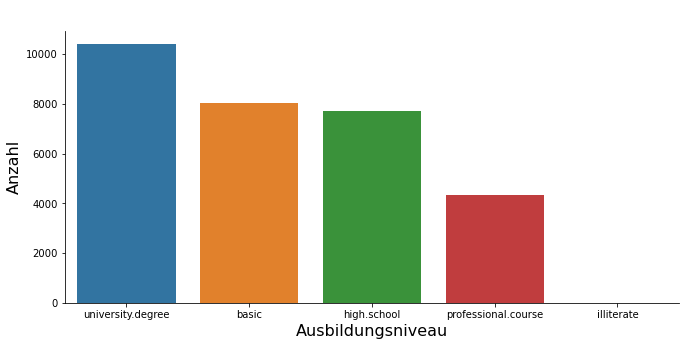 10000
8000
6000
4000
2000
0
Anzahl
university.degree
basic
high.school
professional.course
illiterate
Ausbildungsniveau